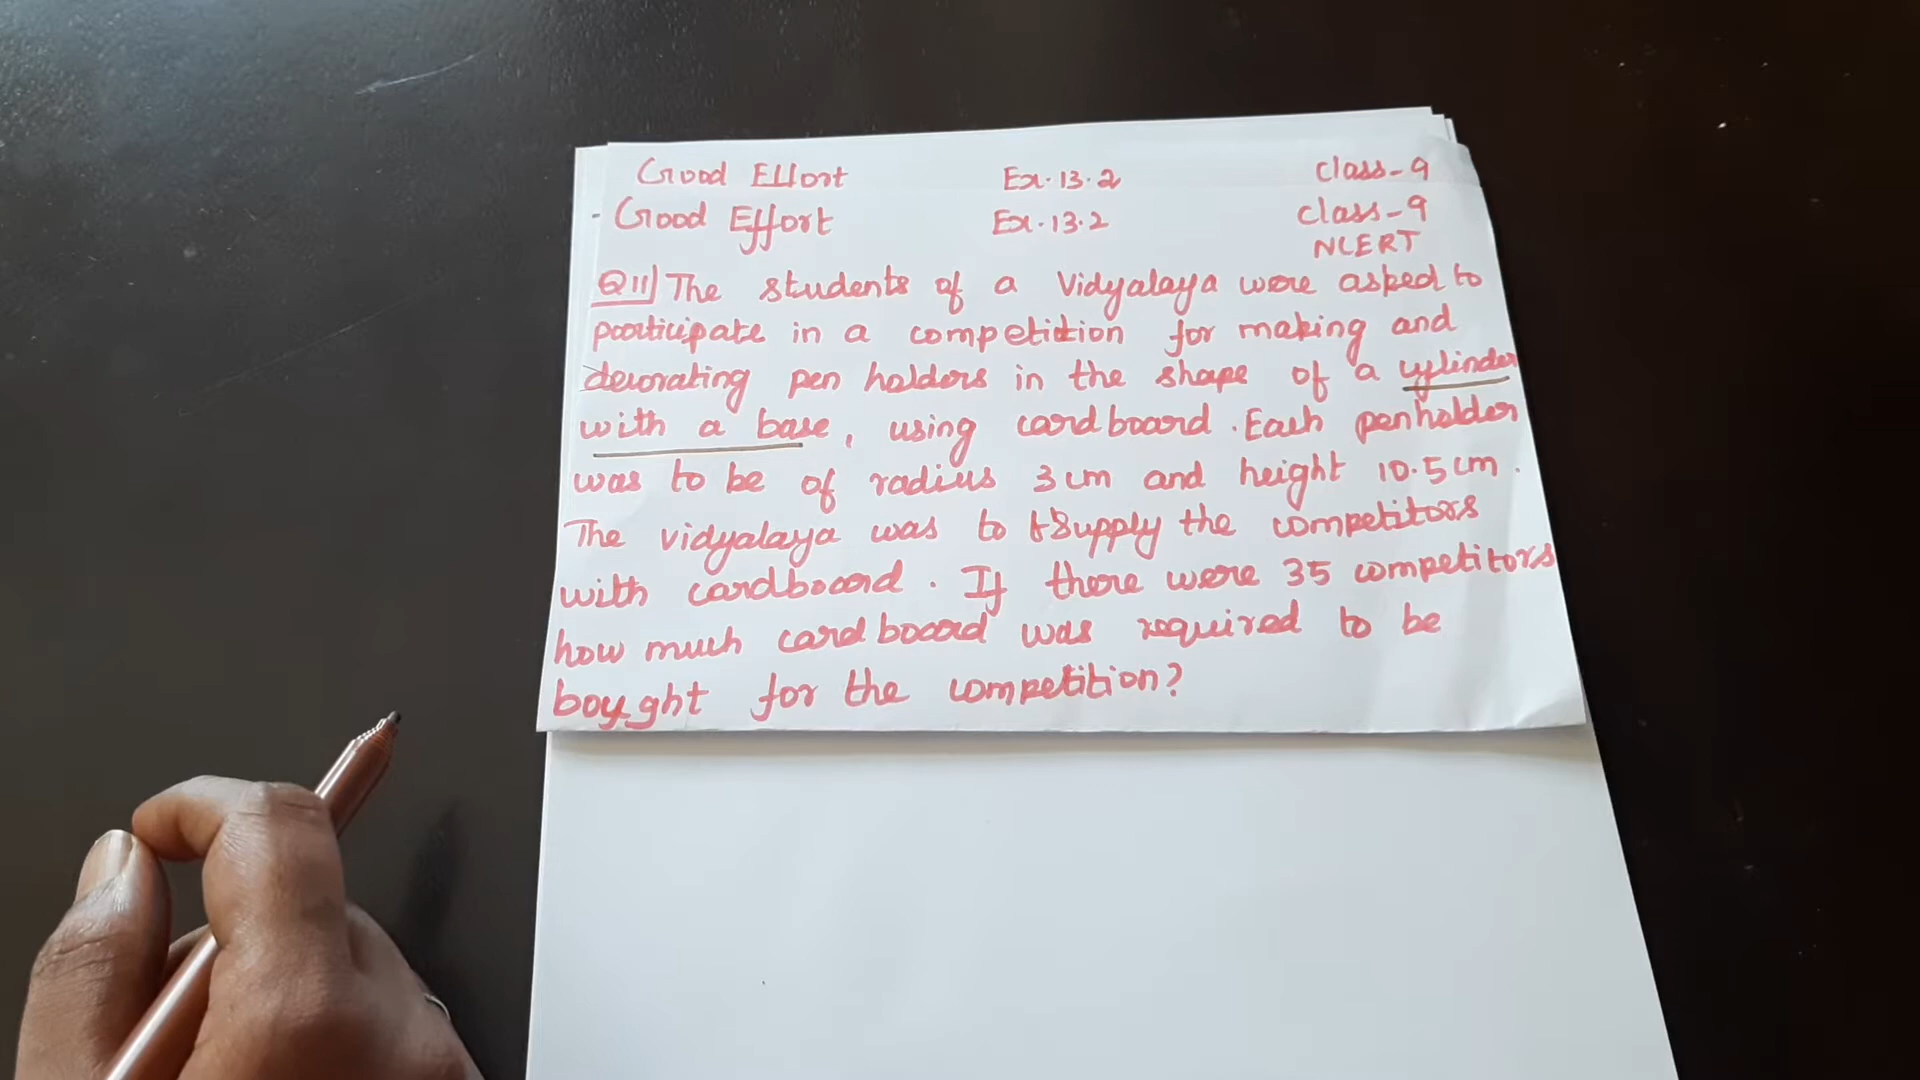 Good Effort Ex.13.2 Class-9
Good Effort Ex.13.2 Class-9
NCERT
Q11 The students of a Vidyalaya were asked to
participate in a competition for making and
decorating pen holders in the shape of a cylinder
with a base, using cardboard. Each penholder
was to be of radius 3cm and height 10.5cm.
The vidyalaya was to supply the competitors
with cardboard. If there were 35 competitors
how much cardboard was required to be
bought for the competition?